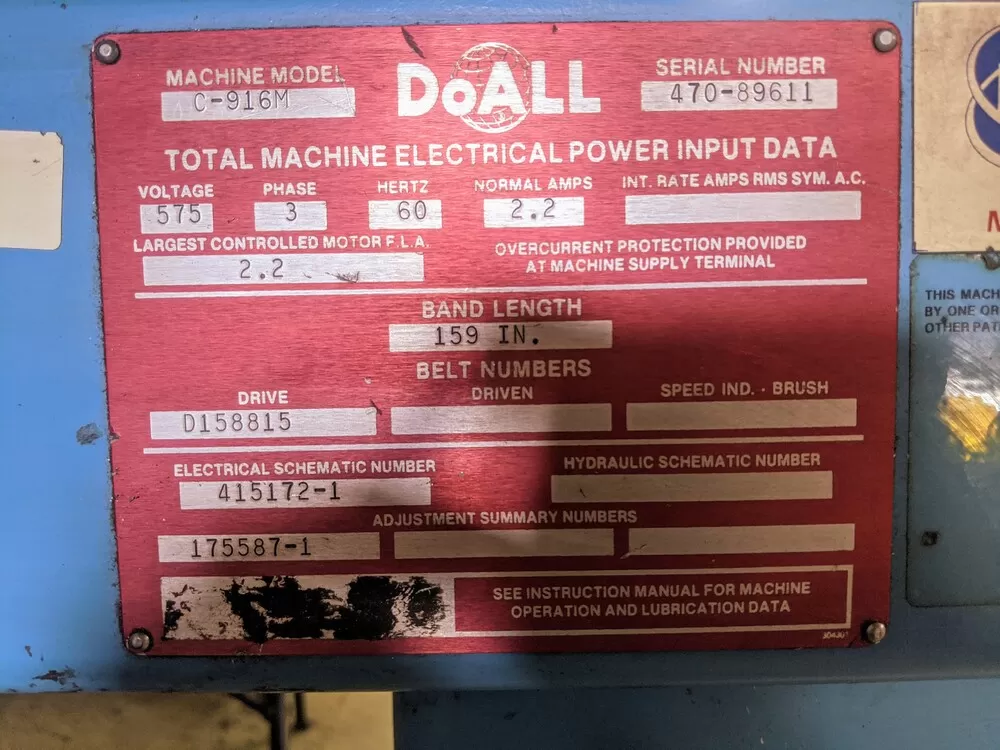 MACHINE MODEL
C-916M
DOALL
SERIAL NUMBER
470-89611
TOTAL MACHINE ELECTRICAL POWER INPUT DATA
VOLTAGE PHASE HERTZ NORMAL AMPS INT. RATE AMPS RMS SYM. A.C.
575 3 60 2.2
LARGEST CONTROLLED MOTOR F.L.A.
2.2
OVERCURRENT PROTECTION PROVIDED
AT MACHINE SUPPLY TERMINAL
BAND LENGTH
159 IN.
BELT NUMBERS
DRIVE DRIVEN SPEED IND. - BRUSH
D158815
ELECTRICAL SCHEMATIC NUMBER HYDRAULIC SCHEMATIC NUMBER
415172-1
ADJUSTMENT SUMMARY NUMBERS
175587-1
SEE INSTRUCTION MANUAL FOR MACHINE
OPERATION AND LUBRICATION DATA
THIS MACH
BY ONE OR
OTHER PAT